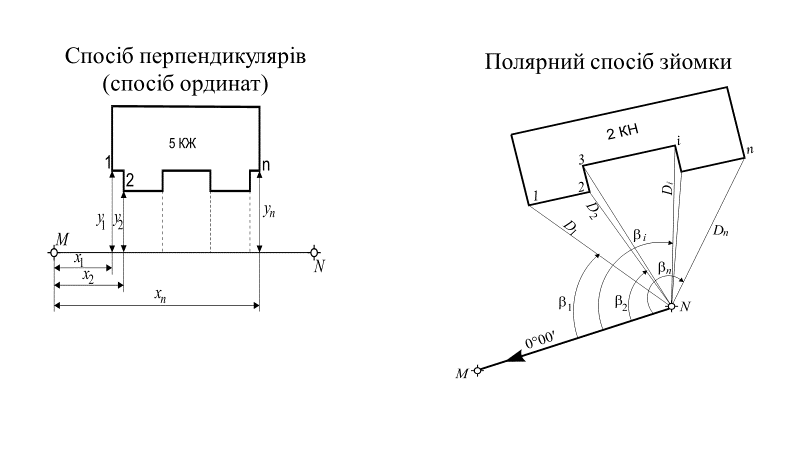 Спосіб перпендикулярів
(спосіб ординат)
5 КЖ
1
2
n
y1
y2
yn
M
N
x1
x2
xn
Полярний спосіб зйомки
2 КН
i
n
3
2
1
D1
D2
Di
Dn
βi
βn
β1
β2
N
0°00'
M